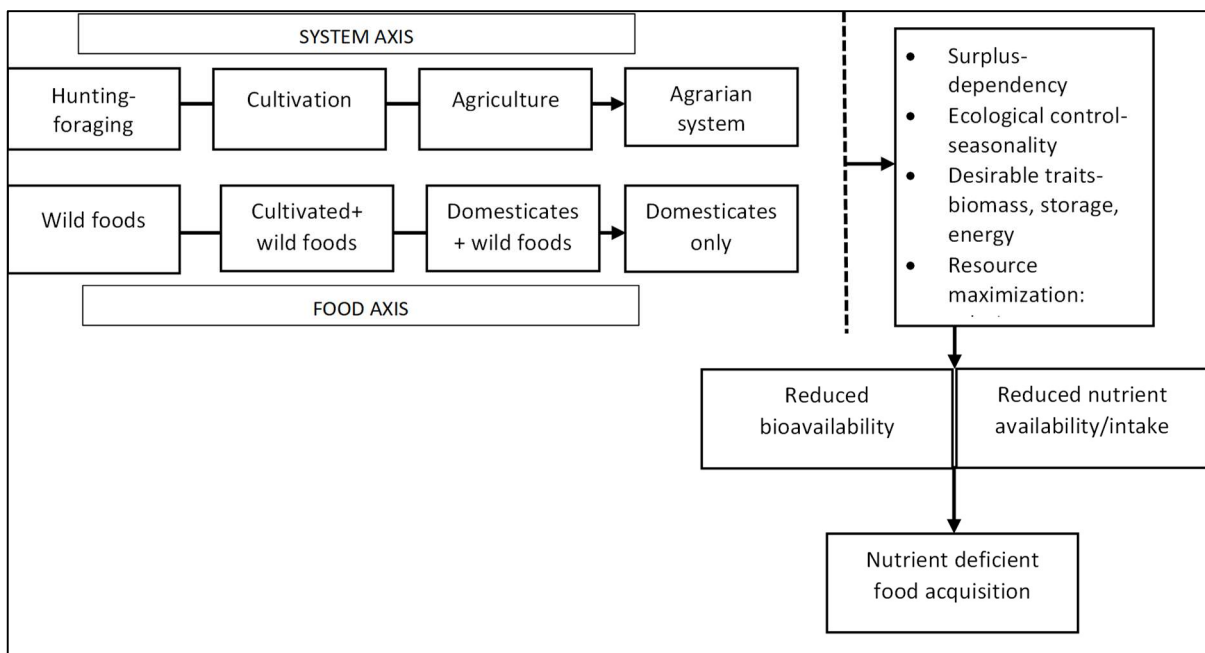 SYSTEM AXIS
Hunting-
foraging
Cultivation
Agriculture
Agrarian
system
Wild foods
Cultivated+
wild foods
Domesticates
+ wild foods
Domesticates
only
FOOD AXIS
• Surplus-
dependency
• Ecological control-
seasonality
• Desirable traits-
biomass, storage,
energy
• Resource
maximization:
Reduced
bioavailability
Reduced nutrient
availability/intake
Nutrient deficient
food acquisition